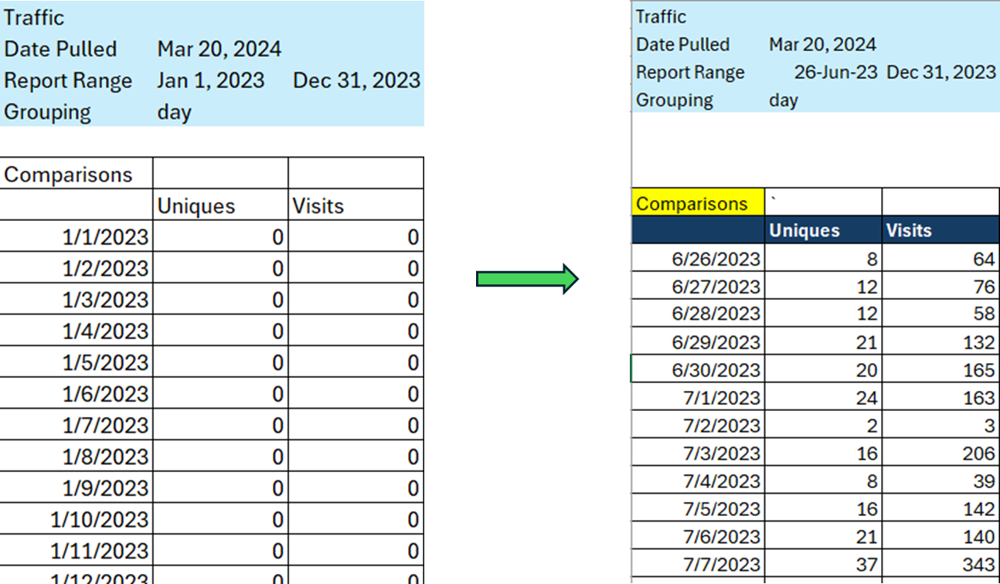 Traffic
Date Pulled Mar 20, 2024
Report Range Jan 1, 2023 Dec 31, 2023
Grouping day
Comparisons
Uniques Visits
1/1/2023 0 0
1/2/2023 0 0
1/3/2023 0 0
1/4/2023 0 0
1/5/2023 0 0
1/6/2023 0 0
1/7/2023 0 0
1/8/2023 0 0
1/9/2023 0 0
1/10/2023 0 0
1/11/2023 0 0
1/12/2023 0 0
Traffic
Date Pulled Mar 20, 2024
Report Range 26-Jun-23 Dec 31, 2023
Grouping day
Comparisons `
Uniques Visits
6/26/2023 8 64
6/27/2023 12 76
6/28/2023 12 58
6/29/2023 21 132
6/30/2023 20 165
7/1/2023 24 163
7/2/2023 2 3
7/3/2023 16 206
7/4/2023 8 39
7/5/2023 16 142
7/6/2023 21 140
7/7/2023 37 343